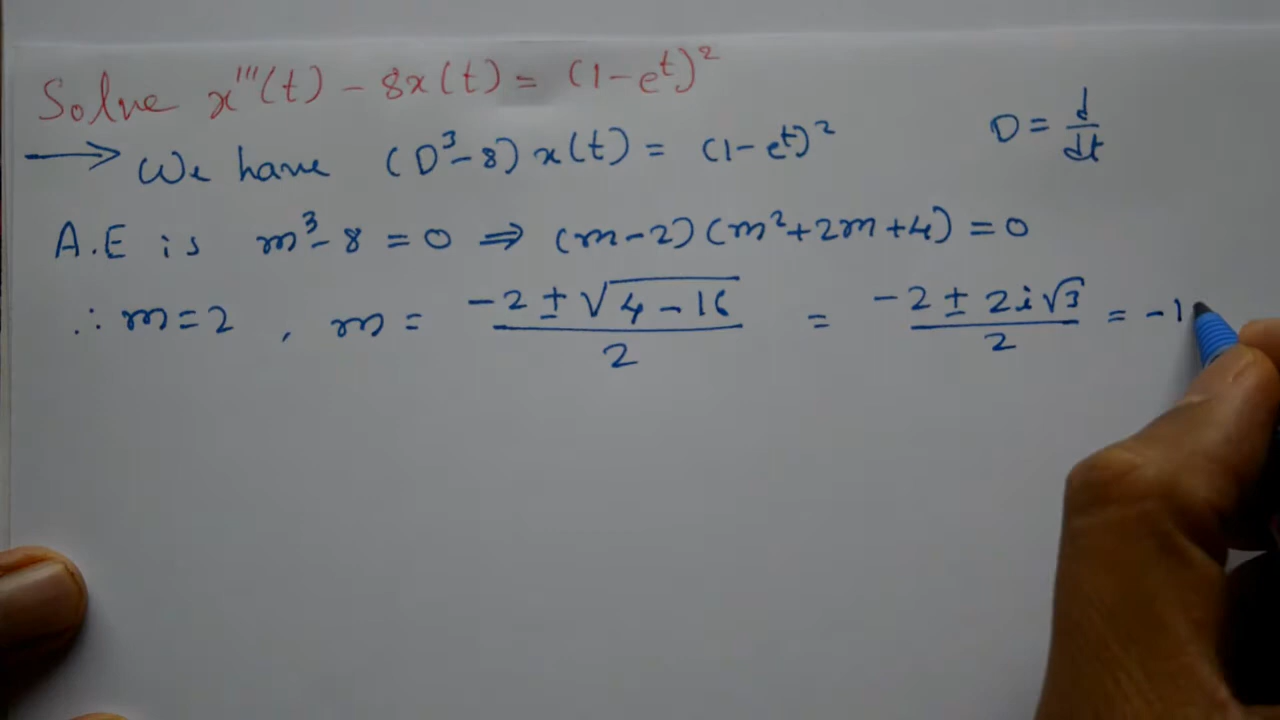 Solve x'''(t) - 8x(t) = (1 - e^t)^2
→ We have (D^3 - 8) x(t) = (1 - e^t)^2 D = d/dt
A.E is m^3 - 8 = 0 ⇒ (m - 2)(m^2 + 2m + 4) = 0
∴ m = 2 , m = (-2 ± √(4 - 16))/2 = (-2 ± 2i√3)/2 = -1